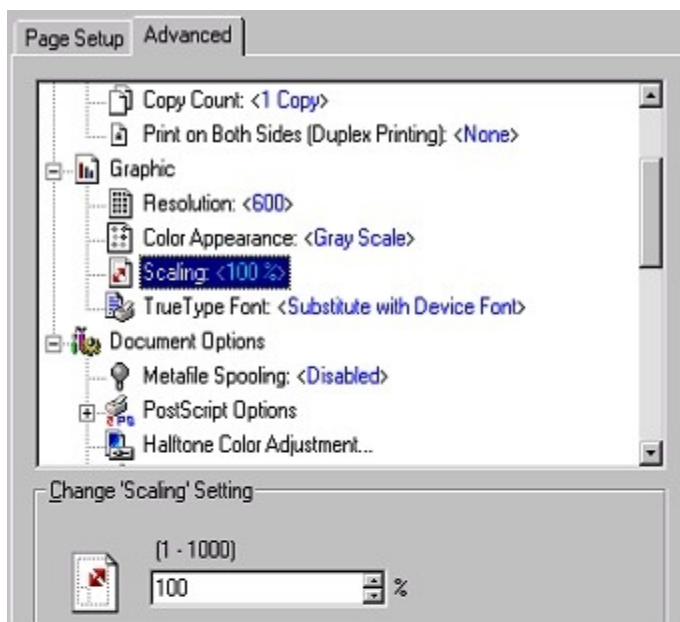 Page Setup Advanced
Copy Count: <1 Copy>
Print on Both Sides (Duplex Printing): <None>
Graphic
Resolution: <600>
Color Appearance: <Gray Scale>
Scaling: <100 %>
TrueType Font: <Substitute with Device Font>
Document Options
Metafile Spooling: <Disabled>
PostScript Options
Halftone Color Adjustment...
Change 'Scaling' Setting
(1 - 1000)
100 %